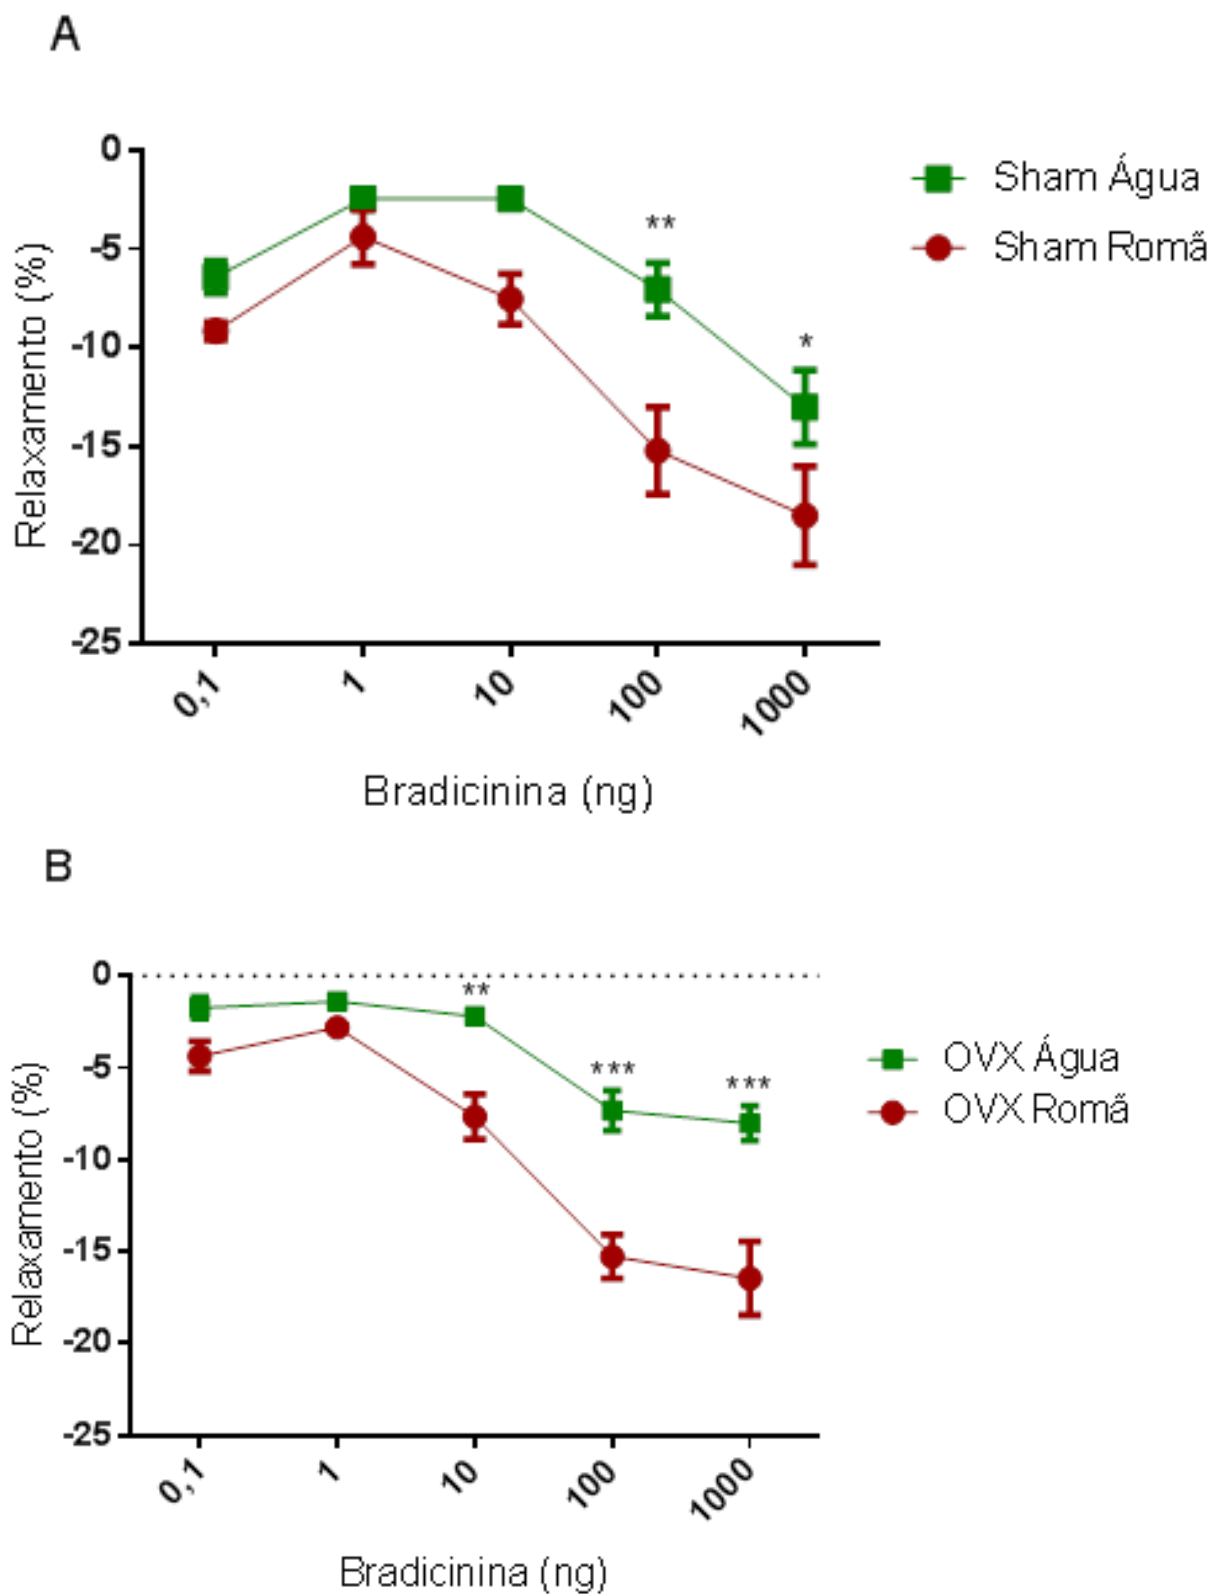 A
0
-5
-10
-15
-20
-25
Relaxamento (%)
**
*
Sham Água
Sham Romã
0,1
1
10
100
1000
Bradicinina (ng)
B
0
-5
-10
-15
-20
-25
Relaxamento (%)
**
***
***
OVX Água
OVX Romã
0,1
1
10
100
1000
Bradicinina (ng)